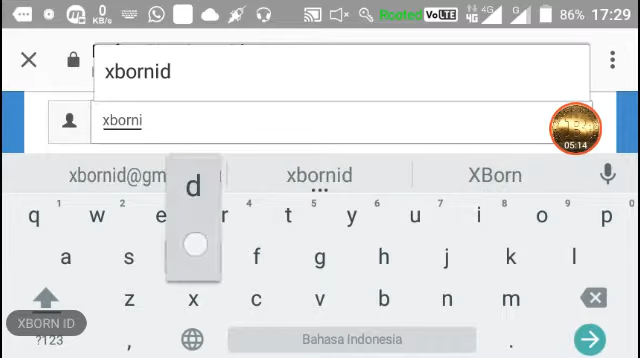 0
KB/s
Rooted VoLTE 4G 4G G 86% 17:29
xbornid
xborni
05:14
xbornid@gm xbornid XBorn
d
1 2 4 5 6 7 8 9 0
q w e r t y u i o p
a s f g h j k l
z x c v b n m
XBORN ID
?123 , Bahasa Indonesia .